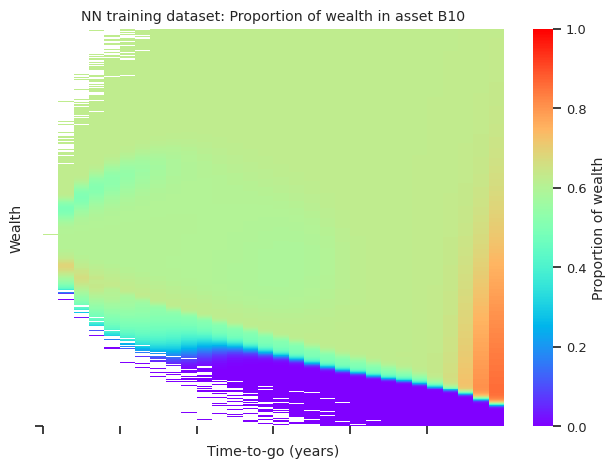 NN training dataset: Proportion of wealth in asset B10
Wealth
Time-to-go (years)
1.0
0.8
0.6
0.4
0.2
0.0
Proportion of wealth